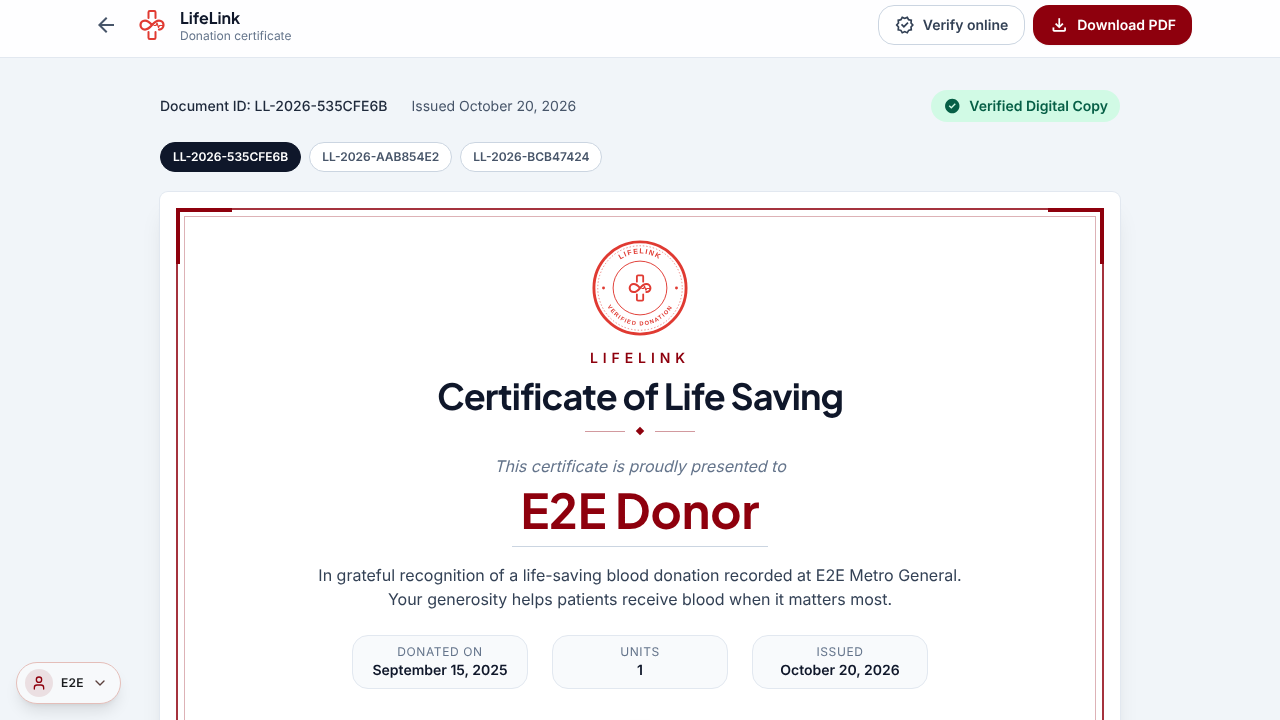 LifeLink
Donation certificate
Verify online
Download PDF
Document ID: LL-2026-535CFE6B
Issued October 20, 2026
Verified Digital Copy
LL-2026-535CFE6B
LL-2026-AAB854E2
LL-2026-BCB47424
LIFELINK
VERIFIED DONATION
LIFELINK
Certificate of Life Saving
This certificate is proudly presented to
E2E Donor
In grateful recognition of a life-saving blood donation recorded at E2E Metro General.
Your generosity helps patients receive blood when it matters most.
DONATED ON
September 15, 2025
UNITS
1
ISSUED
October 20, 2026
E2E